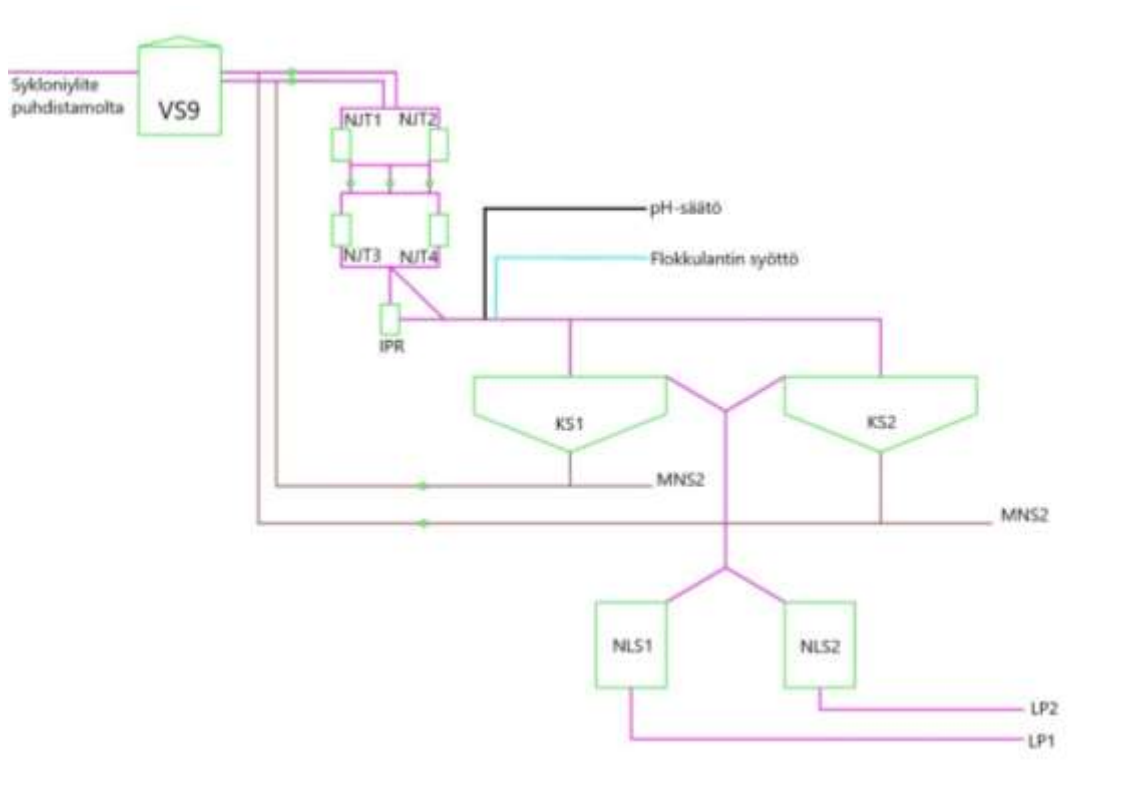 Sykloniylite
puhdistamolta
VS9
NJT1
NJT2
pH-säätö
NJT3
NJT4
Flokkulantin syöttö
IPR
KS1
KS2
MNS2
MNS2
NLS1
NLS2
LP2
LP1